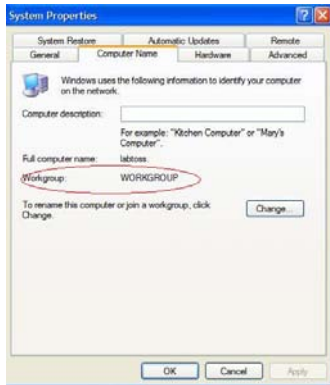 System Properties
System Restore Automatic Updates Remote
General Computer Name Hardware Advanced
Windows uses the following information to identify your computer
on the network.
Computer description:
For example: "Kitchen Computer" or "Mary's
Computer".
Full computer name: labtoss.
Workgroup: WORKGROUP
To rename this computer or join a workgroup, click
Change.
Change...
OK Cancel Apply